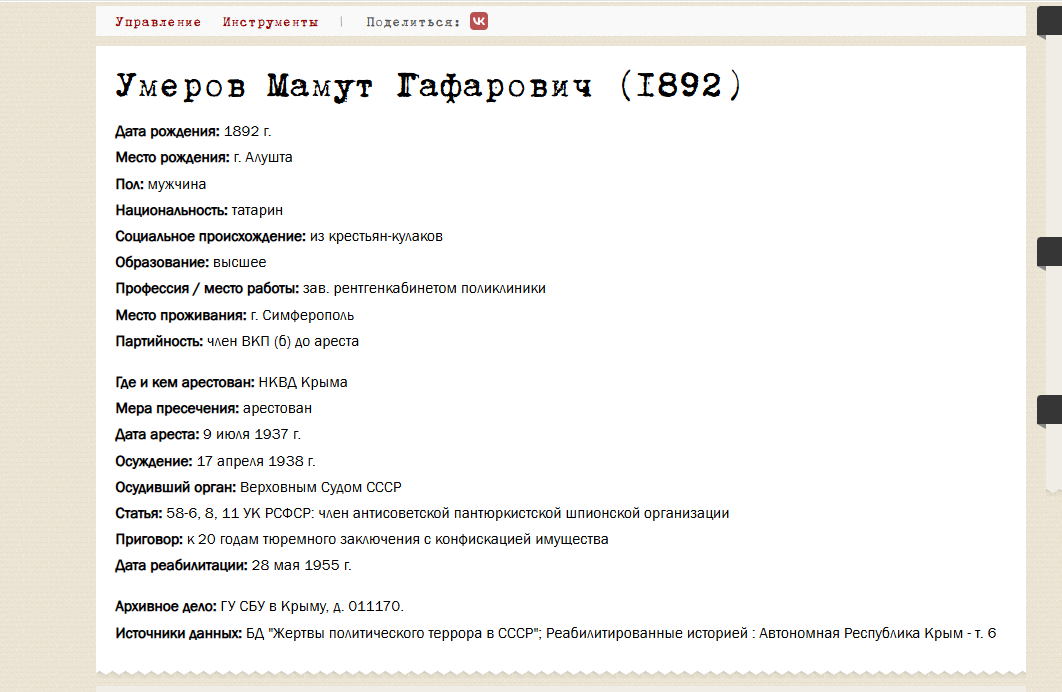 Управление Инструменты | Поделиться:
Умеров Мамут Гафарович (1892)
Дата рождения: 1892 г.
Место рождения: г. Алушта
Пол: мужчина
Национальность: татарин
Социальное происхождение: из крестьян-кулаков
Образование: высшее
Профессия / место работы: зав. рентгенкабинетом поликлиники
Место проживания: г. Симферополь
Партийность: член ВКП (б) до ареста
Где и кем арестован: НКВД Крыма
Мера пресечения: арестован
Дата ареста: 9 июля 1937 г.
Осуждение: 17 апреля 1938 г.
Осудивший орган: Верховным Судом СССР
Статья: 58-6, 8, 11 УК РСФСР: член антисоветской пантюркистской шпионской организации
Приговор: к 20 годам тюремного заключения с конфискацией имущества
Дата реабилитации: 28 мая 1955 г.
Архивное дело: ГУ СБУ в Крыму, д. 011170.
Источники данных: БД "Жертвы политического террора в СССР"; Реабилитированные историей : Автономная Республика Крым - т. 6